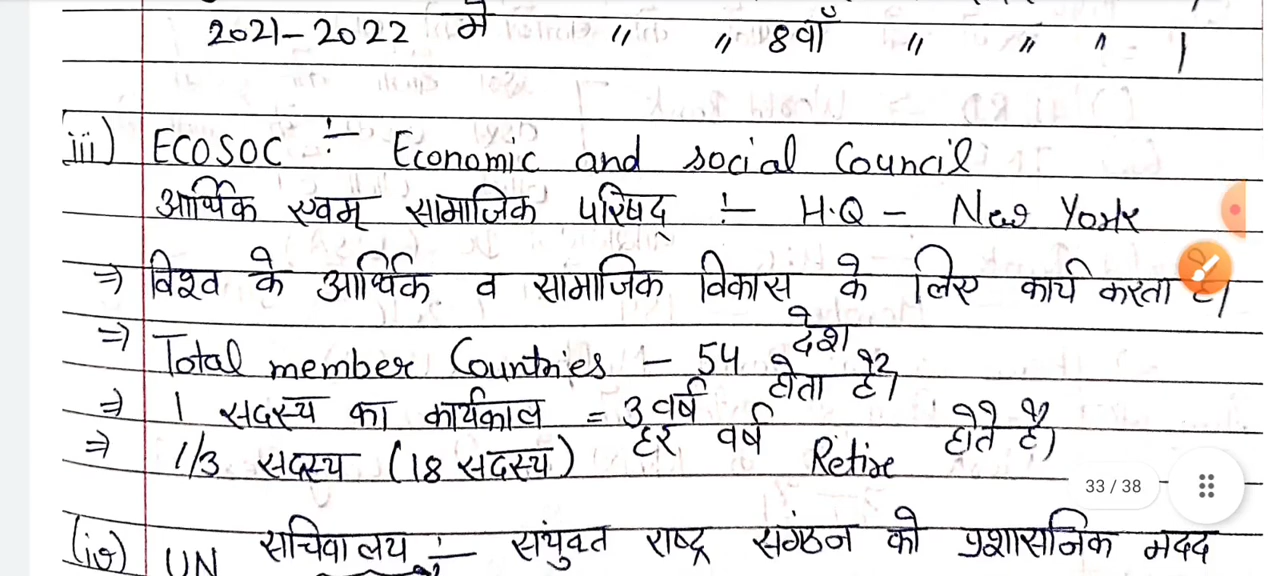 2021-2022 में " " 8वाँ " " " |
iii) ECOSOC :- Economic and social Council
आर्थिक एवम् सामाजिक परिषद् :- H.Q - New York
⇒ विश्व के आर्थिक व सामाजिक विकास के लिए कार्य करता है।
⇒ Total member Countries - 54 देश
⇒ 1 सदस्य का कार्यकाल = 3 वर्ष होता है।
⇒ 1/3 सदस्य (18 सदस्य) हर वर्ष Retire होते है।
33 / 38
(iv) UN सचिवालय :- संयुक्त राष्ट्र संगठन को प्रशासनिक मदद